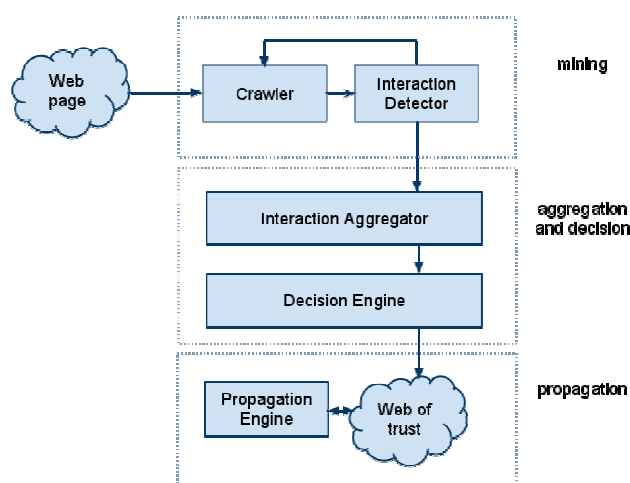 mining
Web
page
Crawler
Interaction
Detector
Interaction Aggregator
aggregation
and decision
Decision Engine
propagation
Propagation
Engine
Web of
trust